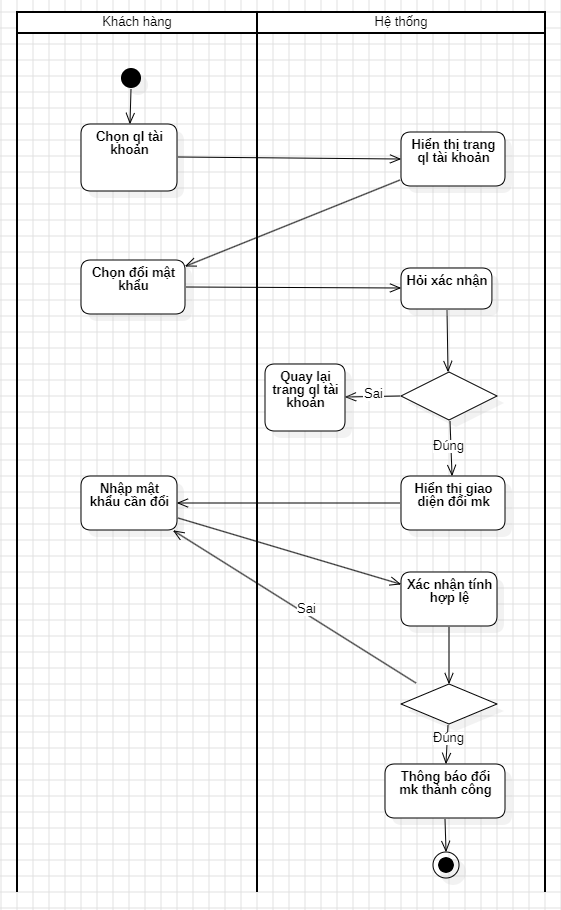 Khách hàng
Hệ thống
Chọn ql tài
khoản
Hiển thị trang
ql tài khoản
Chọn đổi mật
khẩu
Hỏi xác nhận
Quay lại
trang ql tài
khoản
Sai
Đúng
Nhập mật
khẩu cần đổi
Hiển thị giao
diện đổi mk
Xác nhận tính
hợp lệ
Sai
Đúng
Thông báo đổi
mk thành công